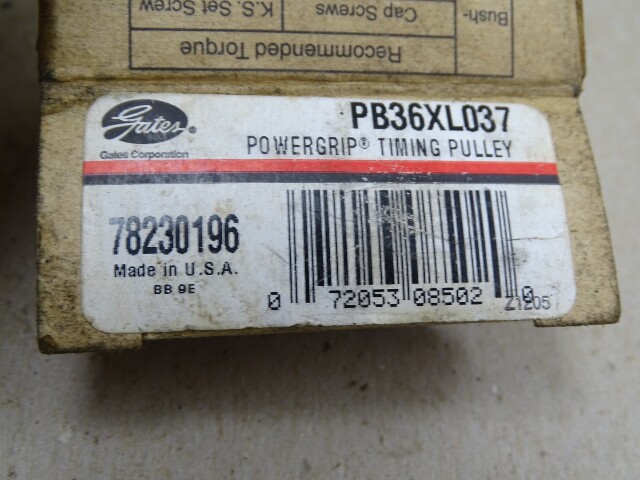 Recommended Torque
Bush-
Cap Screws
K.S. Set Screw
Gates®
Gates Corporation
PB36XL037
POWERGRIP® TIMING PULLEY
78230196
Made in U.S.A.
BB 9E
0 72053 08502 0
Z1205